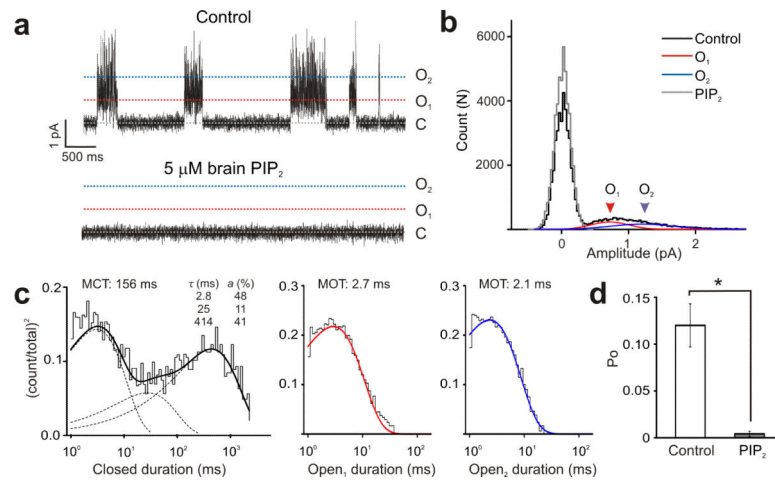 a
Control
O₂
O₁
C
1 pA
500 ms
5 μM brain PIP₂
O₂
O₁
C
b
6000
4000
2000
Count (N)
Control
O₁
O₂
PIP₂
O₁ O₂
0 1 2
Amplitude (pA)
c
MCT: 156 ms
τ (ms) a (%)
2.8 48
25 11
414 41
0.2
0.1
0.0
(count/total)²
10⁰ 10¹ 10² 10³
Closed duration (ms)
MOT: 2.7 ms
0.3
0.2
0.1
10⁰ 10¹ 10²
Open₁ duration (ms)
MOT: 2.1 ms
0.3
0.2
0.1
10⁰ 10¹ 10²
Open₂ duration (ms)
d
*
0.15
0.10
0.05
0
Po
Control PIP₂